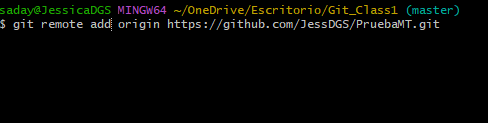 saday@JessicaDGS MINGW64 ~/OneDrive/Escritorio/Git_Class1 (master)
$ git remote add origin https://github.com/JessDGS/PruebaMT.git